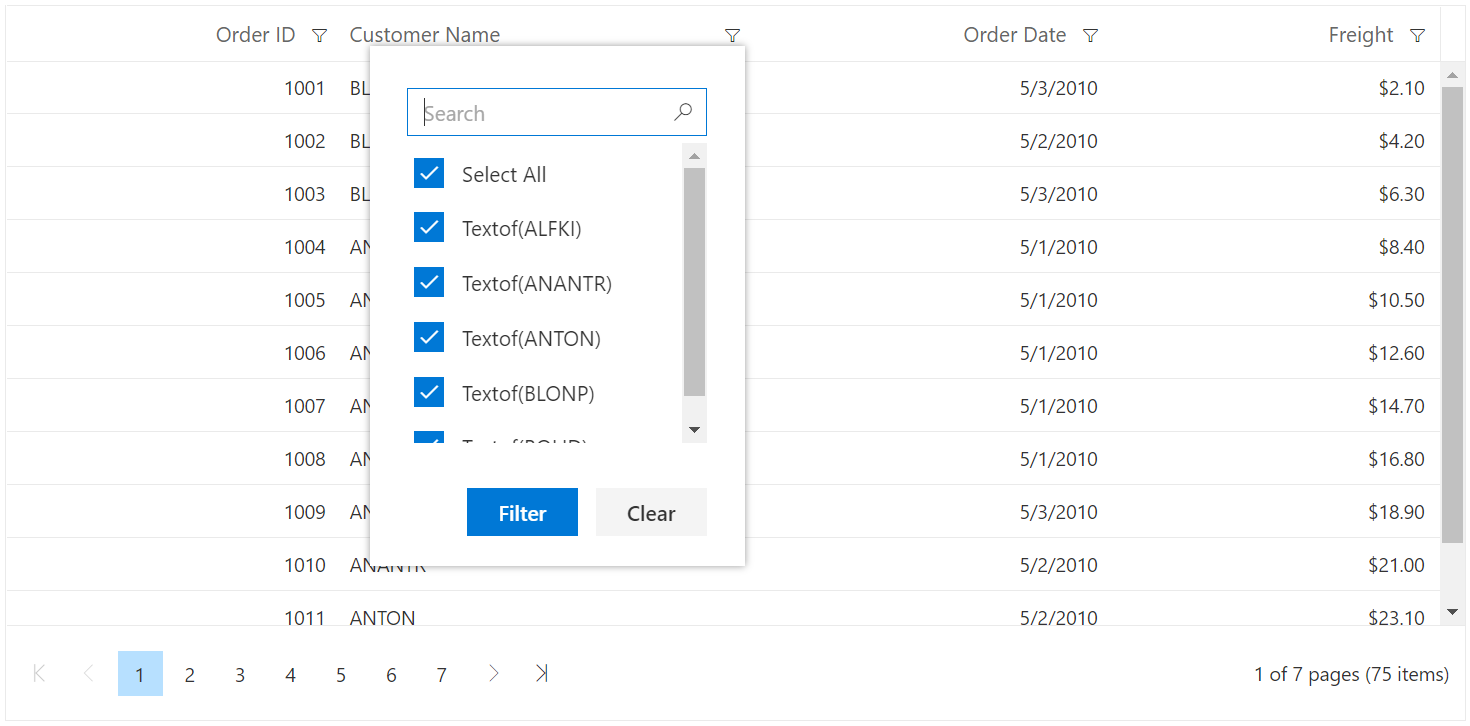 Order ID Customer Name Order Date Freight
1001 BL 5/3/2010 $2.10
Search
1002 BL 5/2/2010 $4.20
Select All
1003 BL 5/3/2010 $6.30
Textof(ALFKI)
1004 AN 5/1/2010 $8.40
Textof(ANANTR)
1005 AN 5/1/2010 $10.50
Textof(ANTON)
1006 AN 5/1/2010 $12.60
Textof(BLONP)
1007 AN 5/1/2010 $14.70
1008 AN 5/1/2010 $16.80
1009 AN 5/3/2010 $18.90
Filter Clear
1010 ANANTR 5/2/2010 $21.00
1011 ANTON 5/2/2010 $23.10
1 2 3 4 5 6 7 1 of 7 pages (75 items)